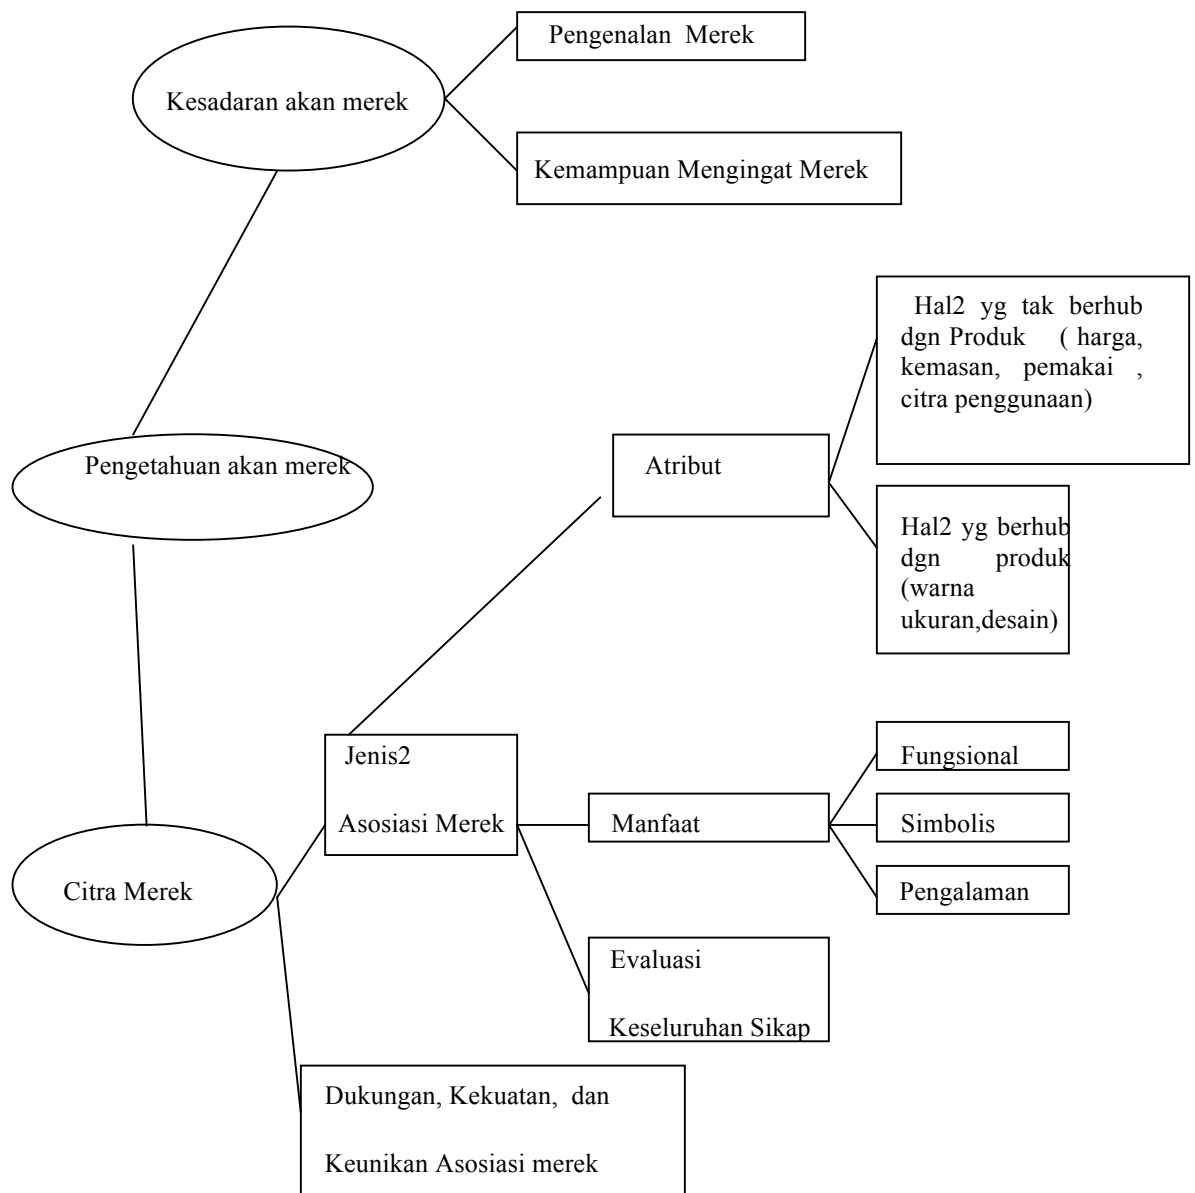 Pengenalan Merek
Kesadaran akan merek
Kemampuan Mengingat Merek
Hal2 yg tak berhub
dgn Produk ( harga,
kemasan, pemakai ,
citra penggunaan)
Pengetahuan akan merek
Atribut
Hal2 yg berhub
dgn produk
(warna
ukuran,desain)
Jenis2
Asosiasi Merek
Fungsional
Manfaat
Simbolis
Citra Merek
Pengalaman
Evaluasi
Keseluruhan Sikap
Dukungan, Kekuatan, dan
Keunikan Asosiasi merek